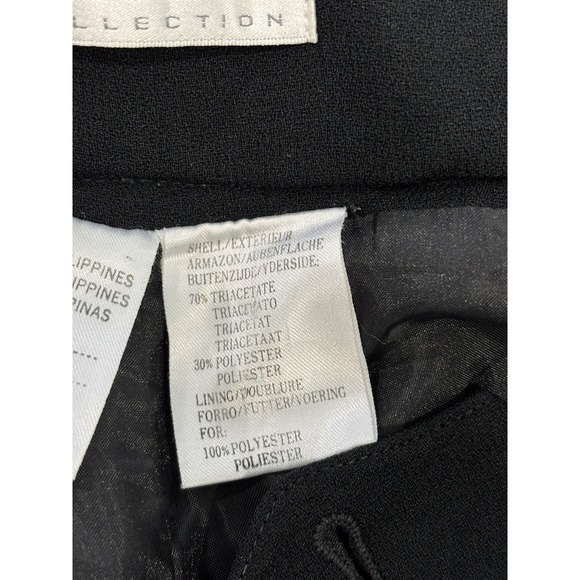 LLECTION
LIPPINES
IPPINES
PINAS
SHELL/EXTERIEUR
ARMAZON/AUBENFLACHE
BUITENZIJDE/YDERSIDE:
70% TRIACETATE
TRIACETATO
TRIACETAT
TRIACETAAT
30% POLYESTER
POLIESTER
LINING/DOUBLURE
FORRO/FUTTER/VOERING
FOR:
100% POLYESTER
POLIESTER